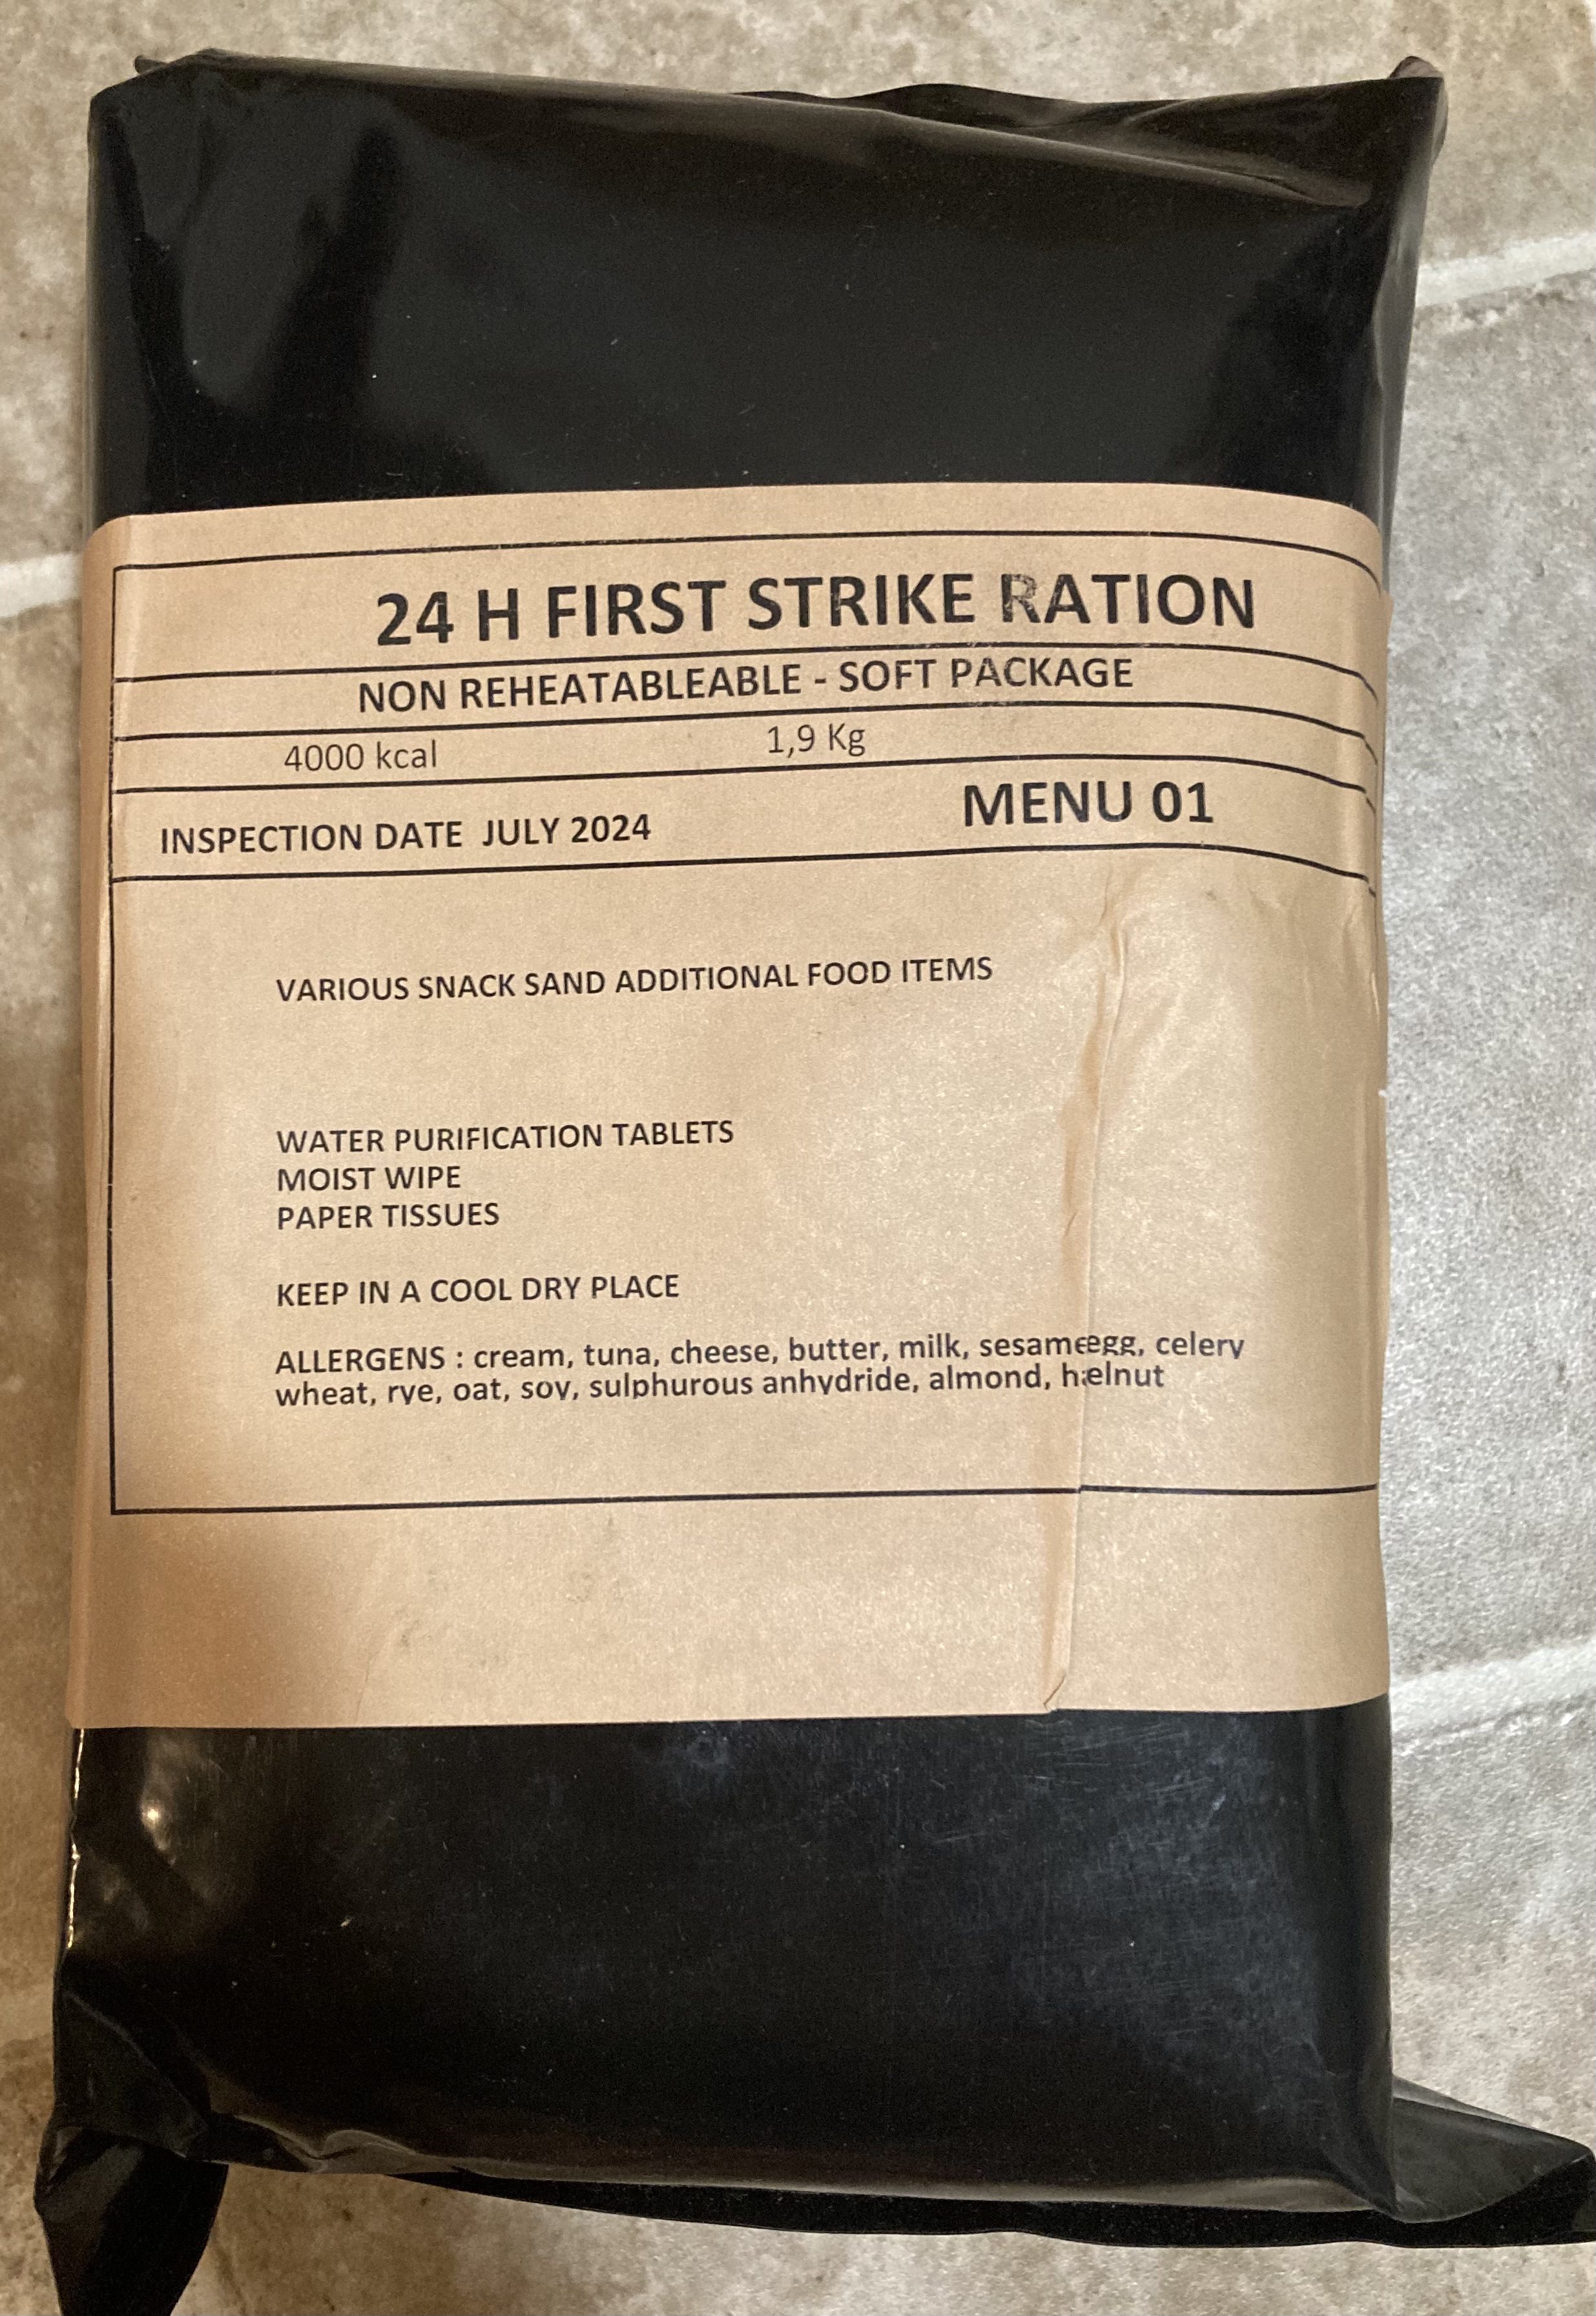 24 H FIRST STRIKE RATION
NON REHEATABLEABLE - SOFT PACKAGE
4000 kcal 1,9 Kg
INSPECTION DATE JULY 2024 MENU 01
VARIOUS SNACK SAND ADDITIONAL FOOD ITEMS
WATER PURIFICATION TABLETS
MOIST WIPE
PAPER TISSUES
KEEP IN A COOL DRY PLACE
ALLERGENS : cream, tuna, cheese, butter, milk, sesame egg, celery
wheat, rye, oat, soy, sulphurous anhydride, almond,